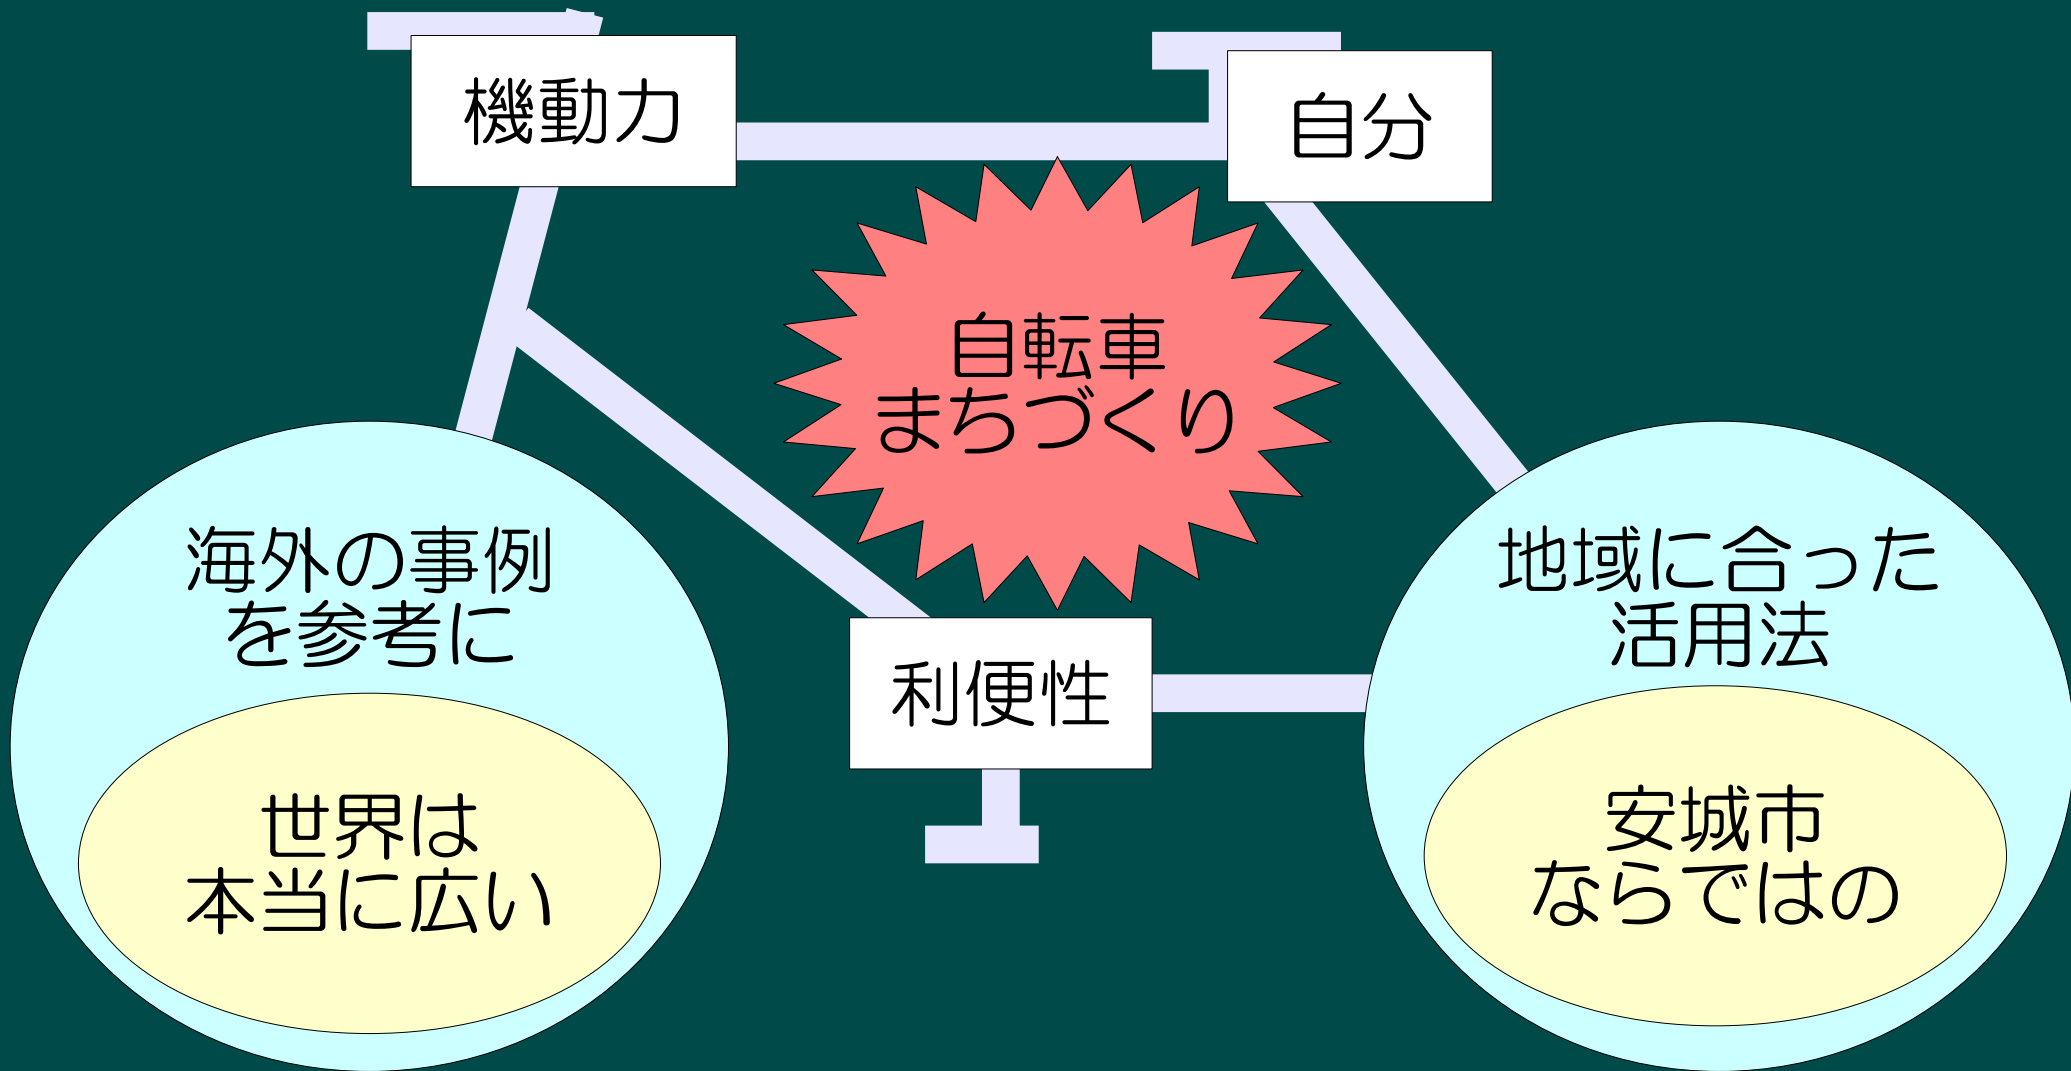 機動力
自分
自転車
まちづくり
海外の事例
を参考に
世界は
本当に広い
利便性
地域に合った
活用法
安城市
ならではの